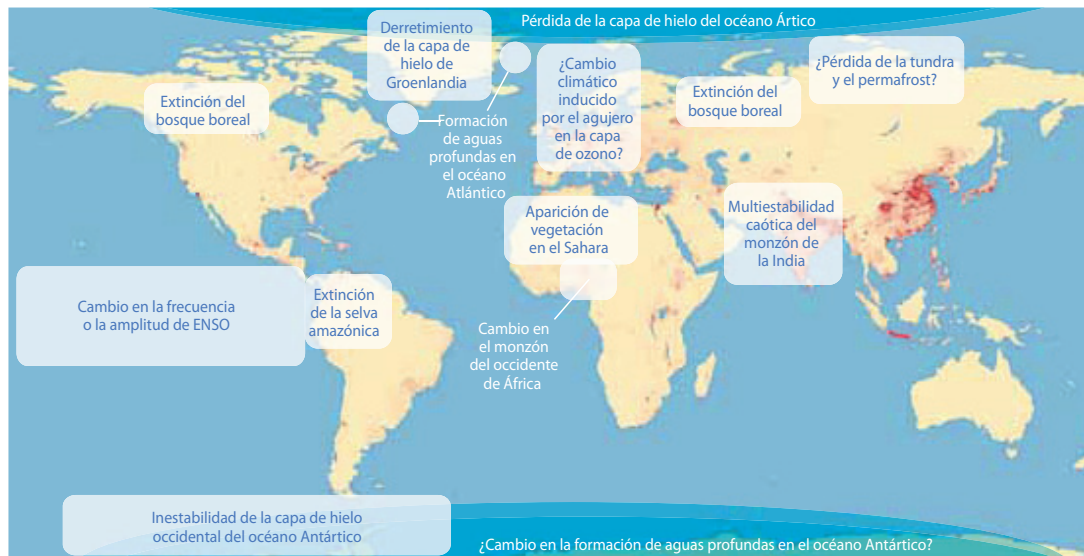 Pérdida de la capa de hielo del océano Ártico
Derretimiento
de la capa de
hielo de
Groenlandia
¿Cambio
climático
inducido
por el agujero
en la capa
de ozono?
¿Pérdida de la tundra
y el permafrost?
Extinción del
bosque boreal
Extinción del
bosque boreal
Formación
de aguas
profundas en
el océano
Atlántico
Aparición de
vegetación
en el Sahara
Multiestabilidad
caótica del
monzón de
la India
Cambio en la frecuencia
o la amplitud de ENSO
Extinción
de la selva
amazónica
Cambio en
el monzón
del occidente
de África
Inestabilidad de la capa de hielo
occidental del océano Antártico
¿Cambio en la formación de aguas profundas en el océano Antártico?